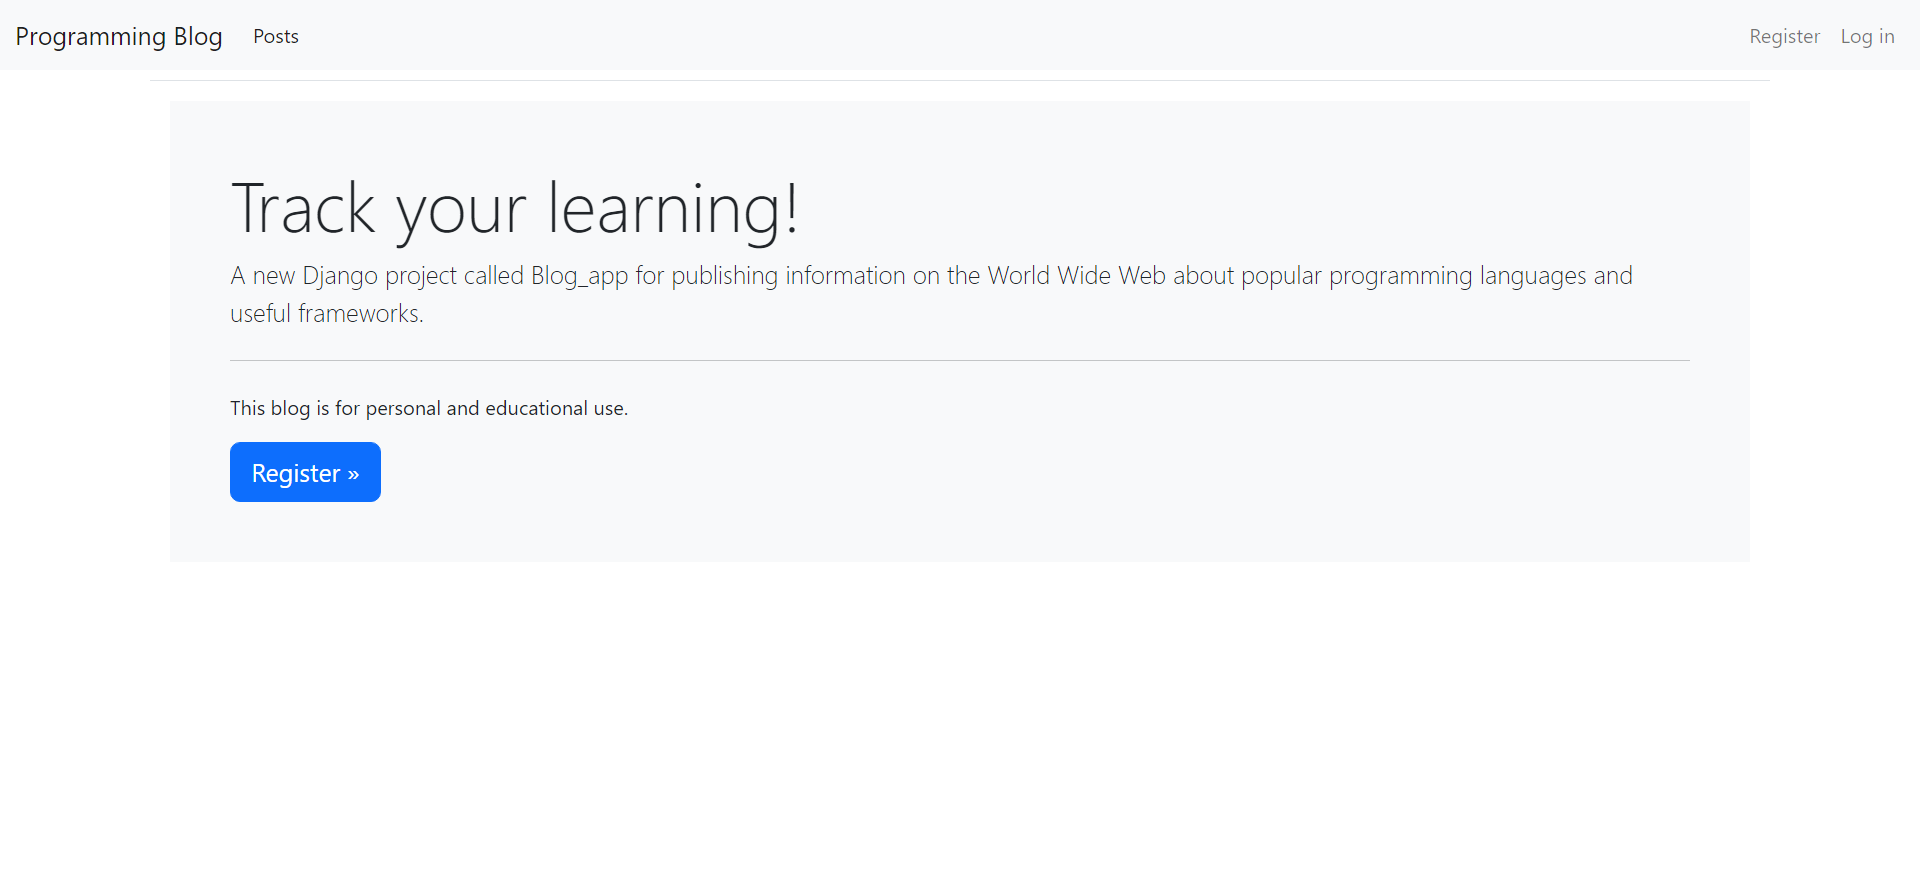 Programming Blog Posts Register Log in
Track your learning!
A new Django project called Blog_app for publishing information on the World Wide Web about popular programming languages and
useful frameworks.
This blog is for personal and educational use.
Register »